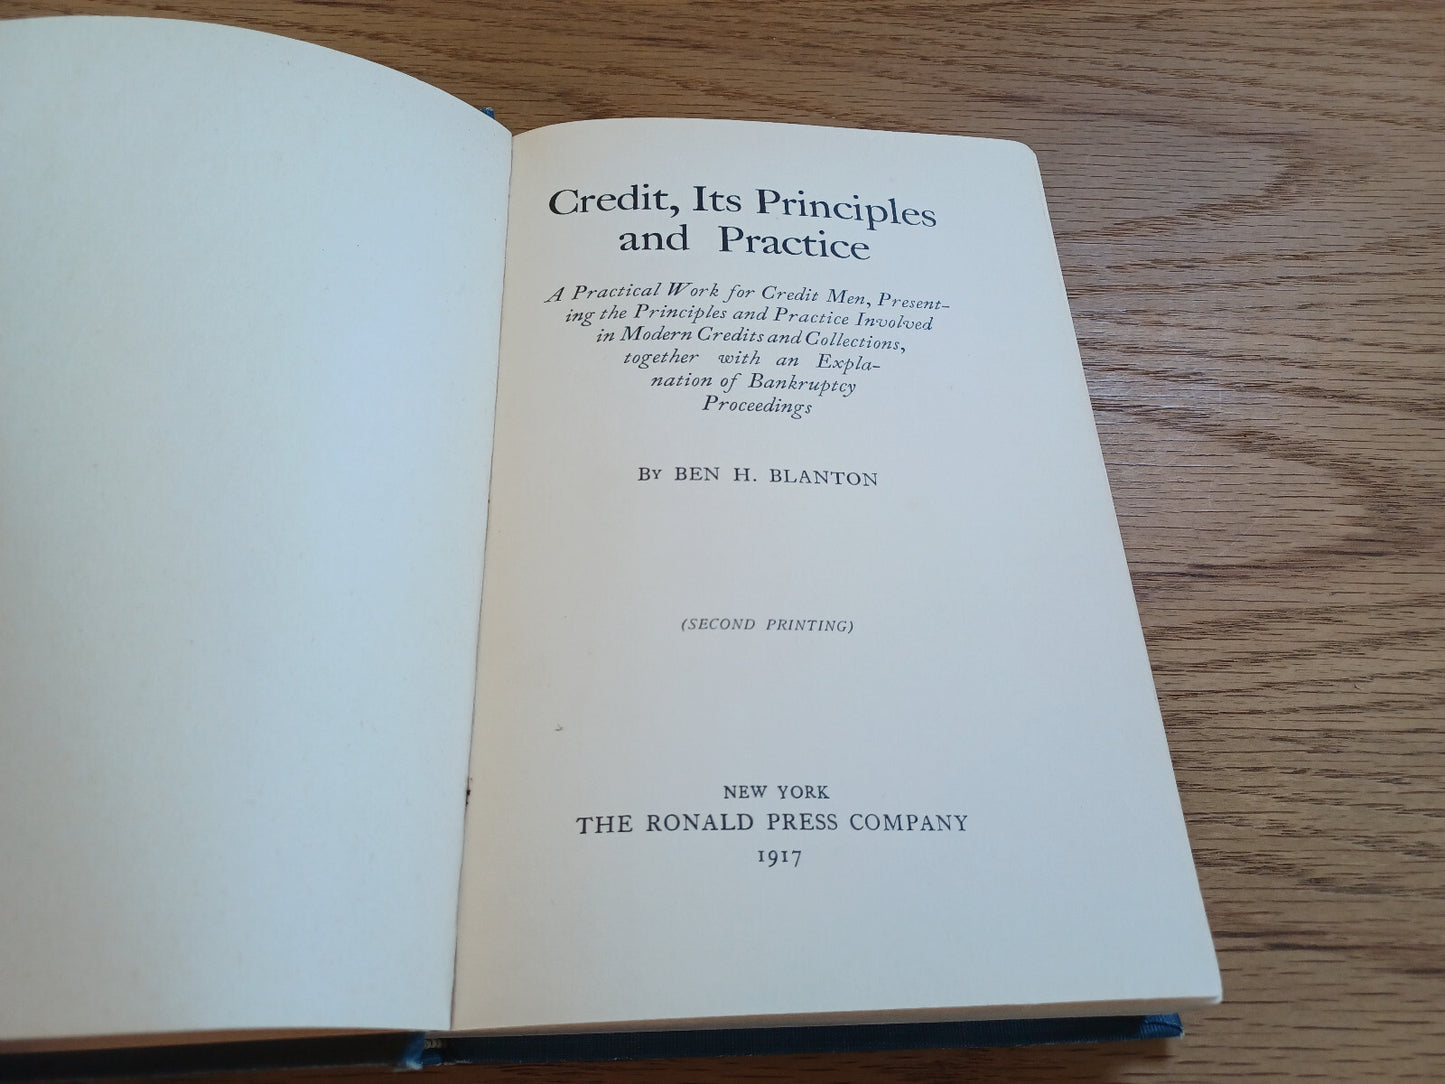 Credit, Its Principles
and Practice
A Practical Work for Credit Men, Present-
ing the Principles and Practice Involved
in Modern Credits and Collections,
together with an Expla-
nation of Bankruptcy
Proceedings
By BEN H. BLANTON
(SECOND PRINTING)
NEW YORK
THE RONALD PRESS COMPANY
1917